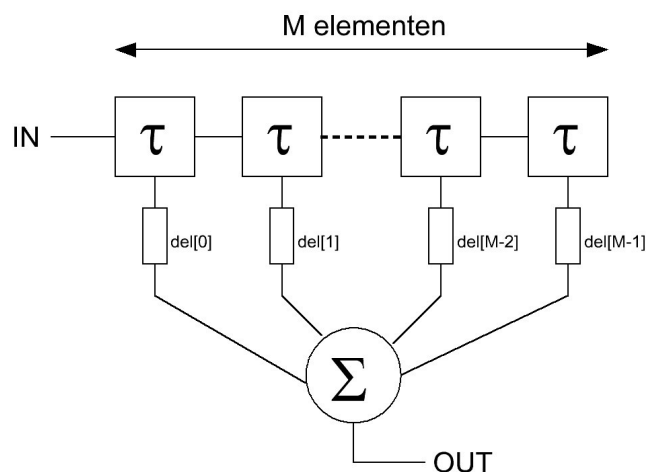 M elementen
IN τ τ τ τ
del[0] del[1] del[M-2] del[M-1]
Σ
OUT